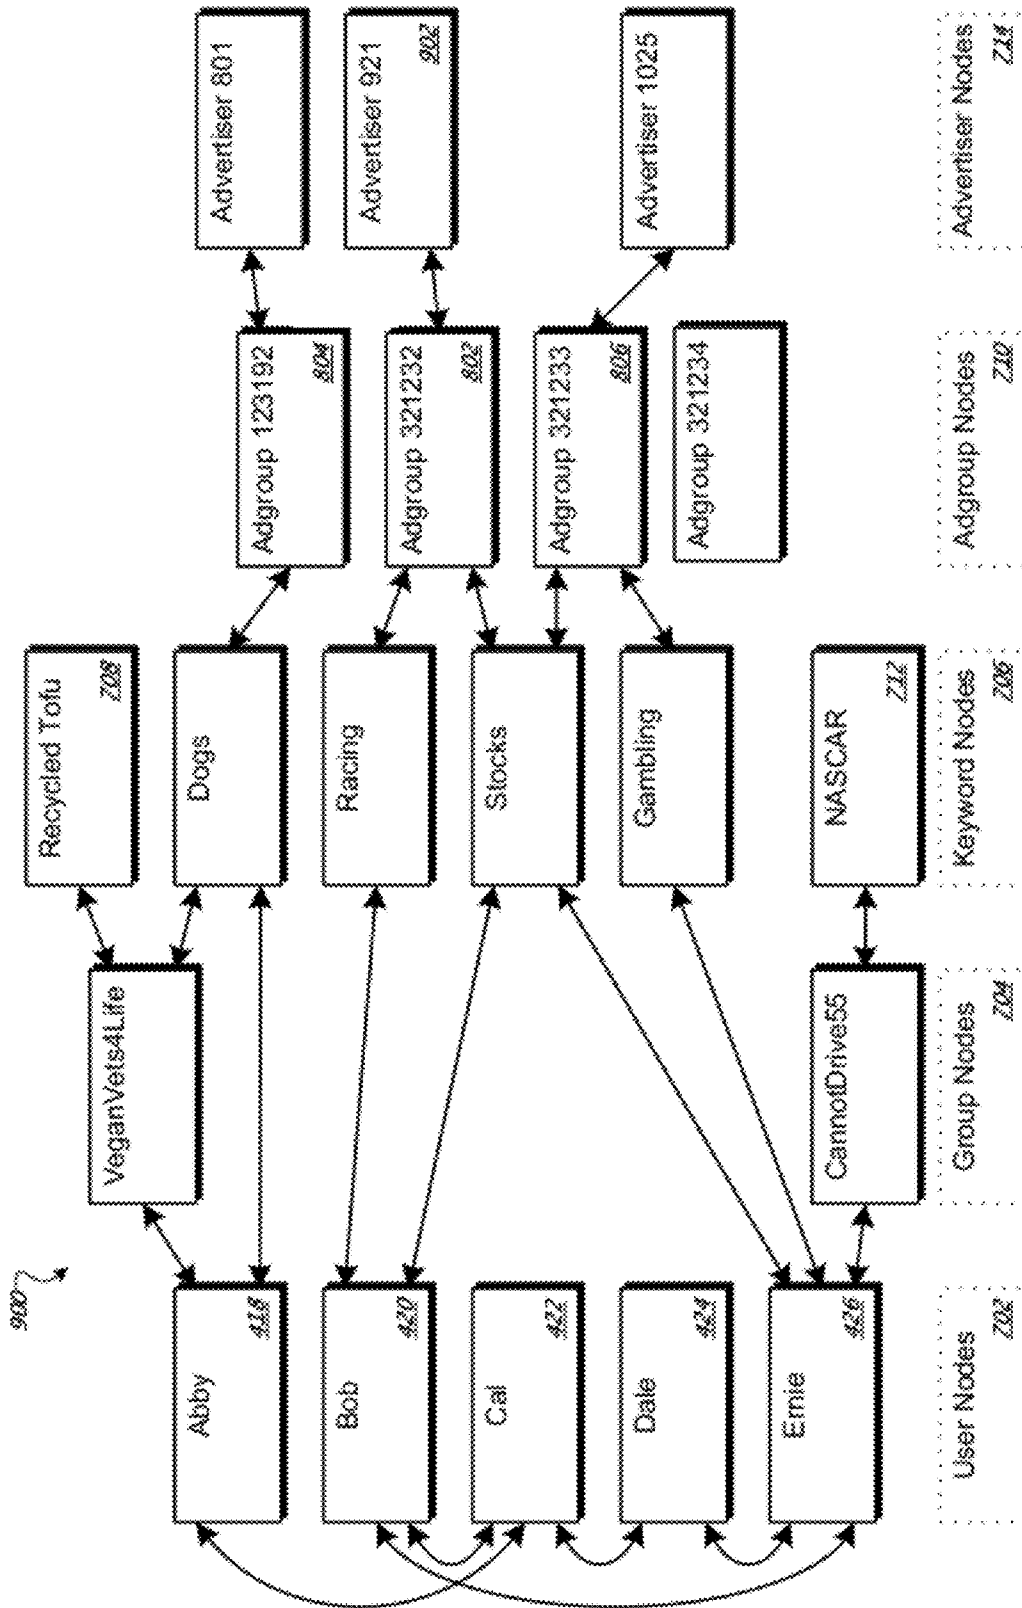 900
Abby
418
Bob
420
Cal
422
Dale
424
Ernie
426
User Nodes
702
VeganVets4Life
CannotDrive55
Group Nodes
704
Recycled Tofu
708
Dogs
Racing
Stocks
Gambling
NASCAR
712
Keyword Nodes
706
Adgroup 123192
804
Adgroup 321232
802
Adgroup 321233
806
Adgroup 321234
Adgroup Nodes
710
Advertiser 801
Advertiser 921
902
Advertiser 1025
Advertiser Nodes
714